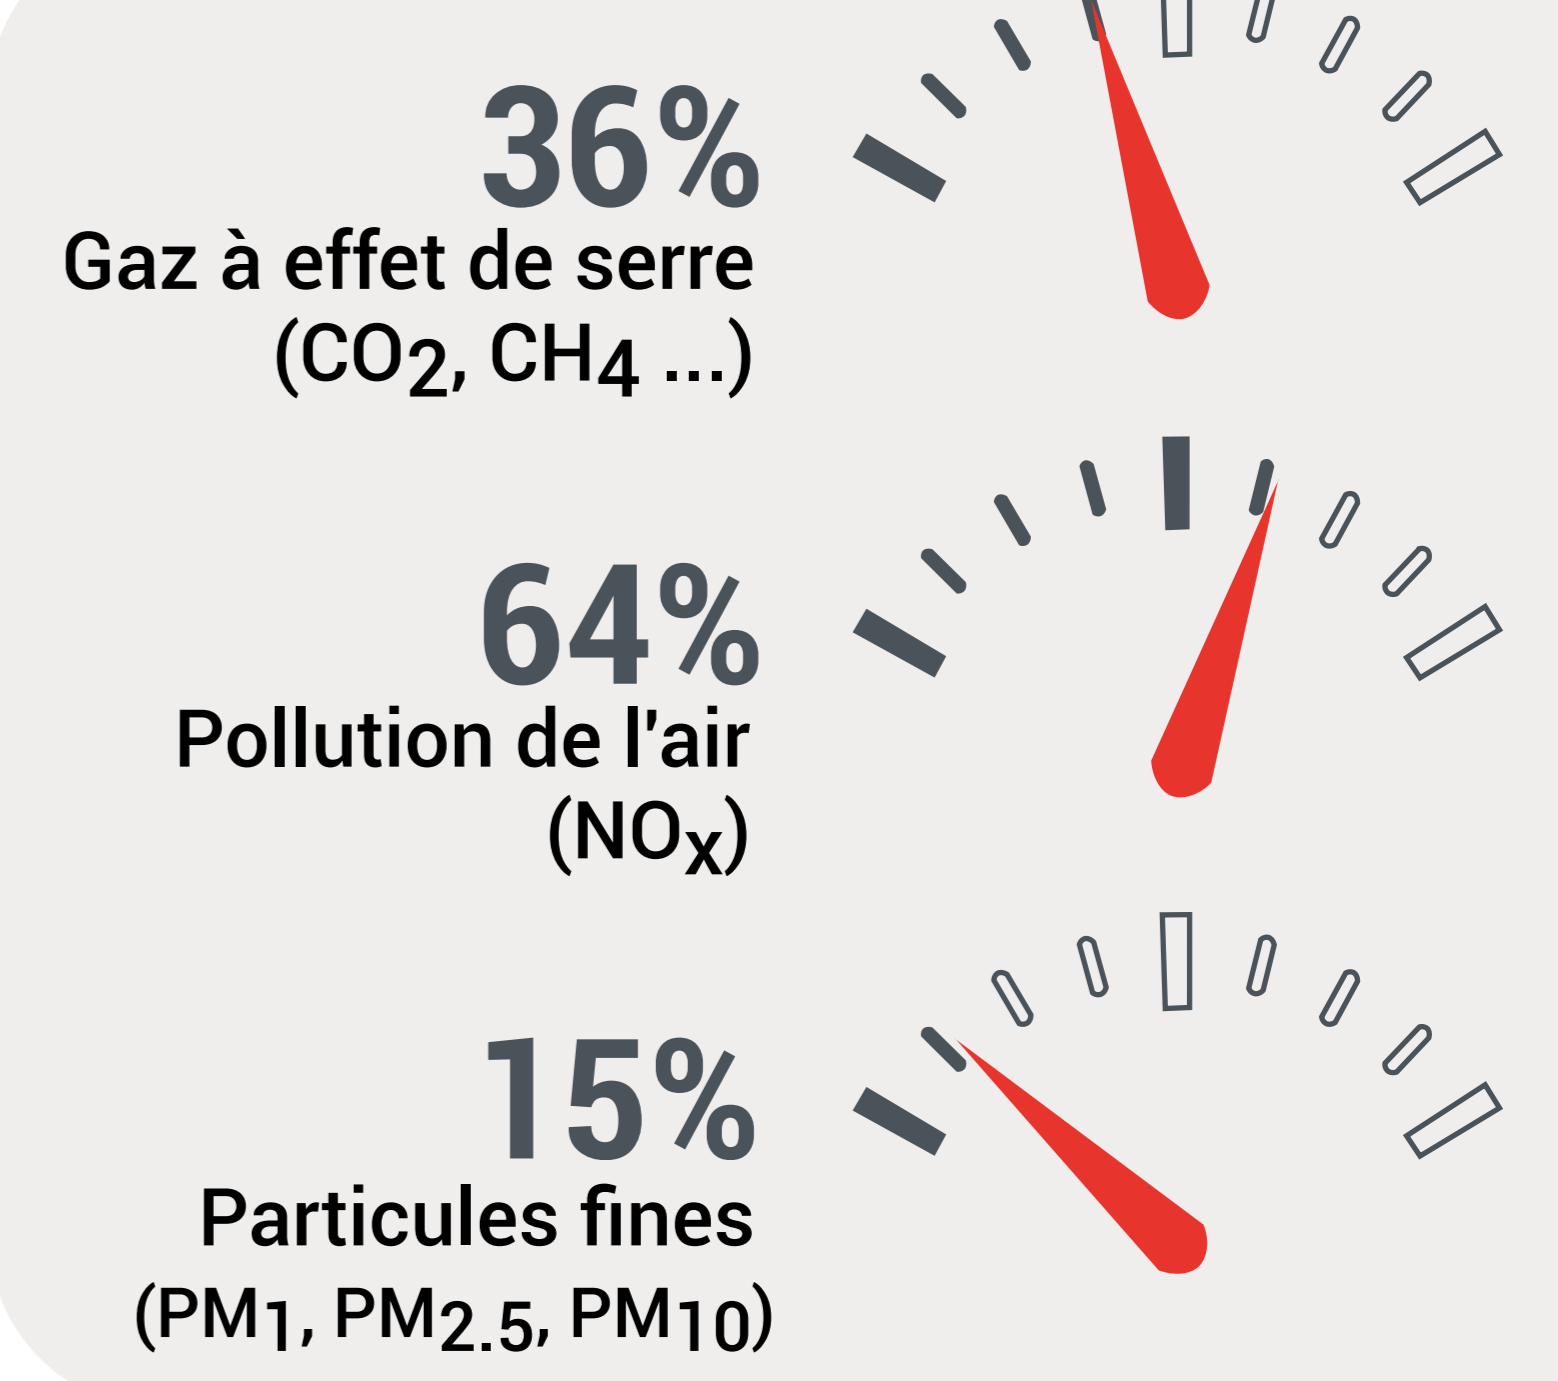 36%
Gaz à effet de serre
(CO2, CH4 ...)
64%
Pollution de l'air
(NOx)
15%
Particules fines
(PM1, PM2.5, PM10)